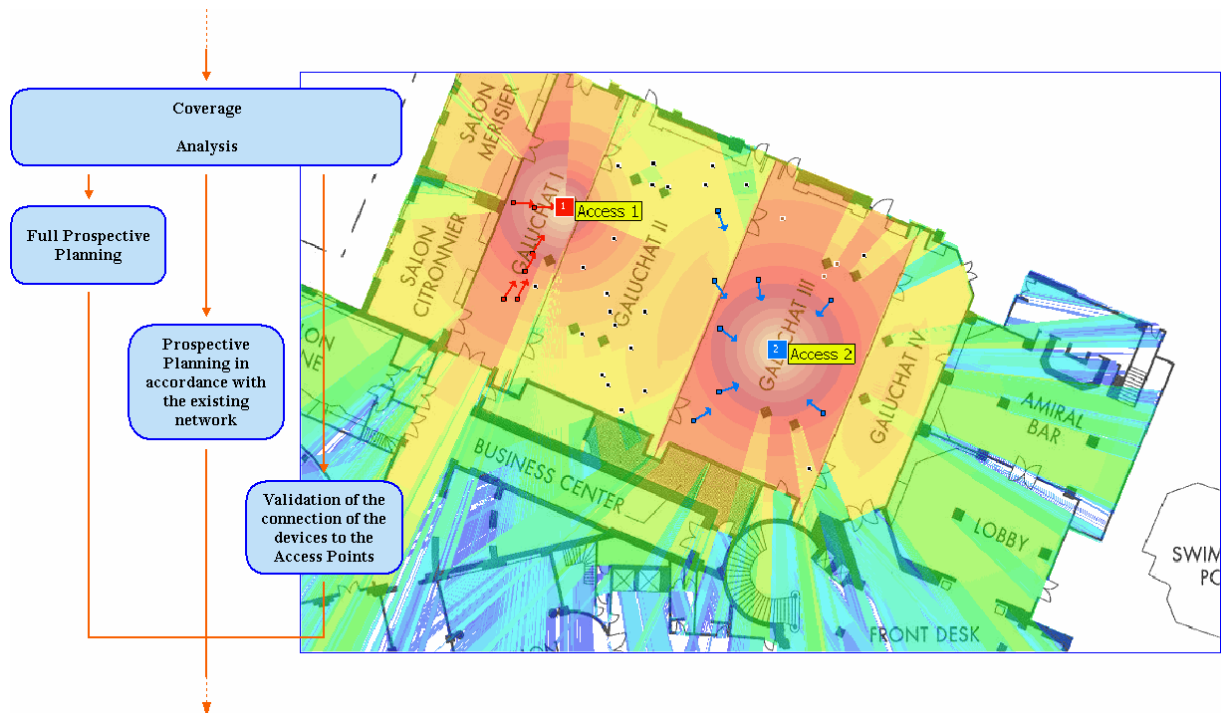 Coverage
Analysis
Full Prospective
Planning
Prospective
Planning in
accordance with
the existing
network
Validation of the
connection of the
devices to the
Access Points
SALON
MERISIER
SALON
CITRONNIER
GALUCHAT I
1
Access 1
GALUCHAT II
GALUCHAT III
2
Access 2
GALUCHAT IV
BUSINESS CENTER
AMIRAL
BAR
LOBBY
FRONT DESK